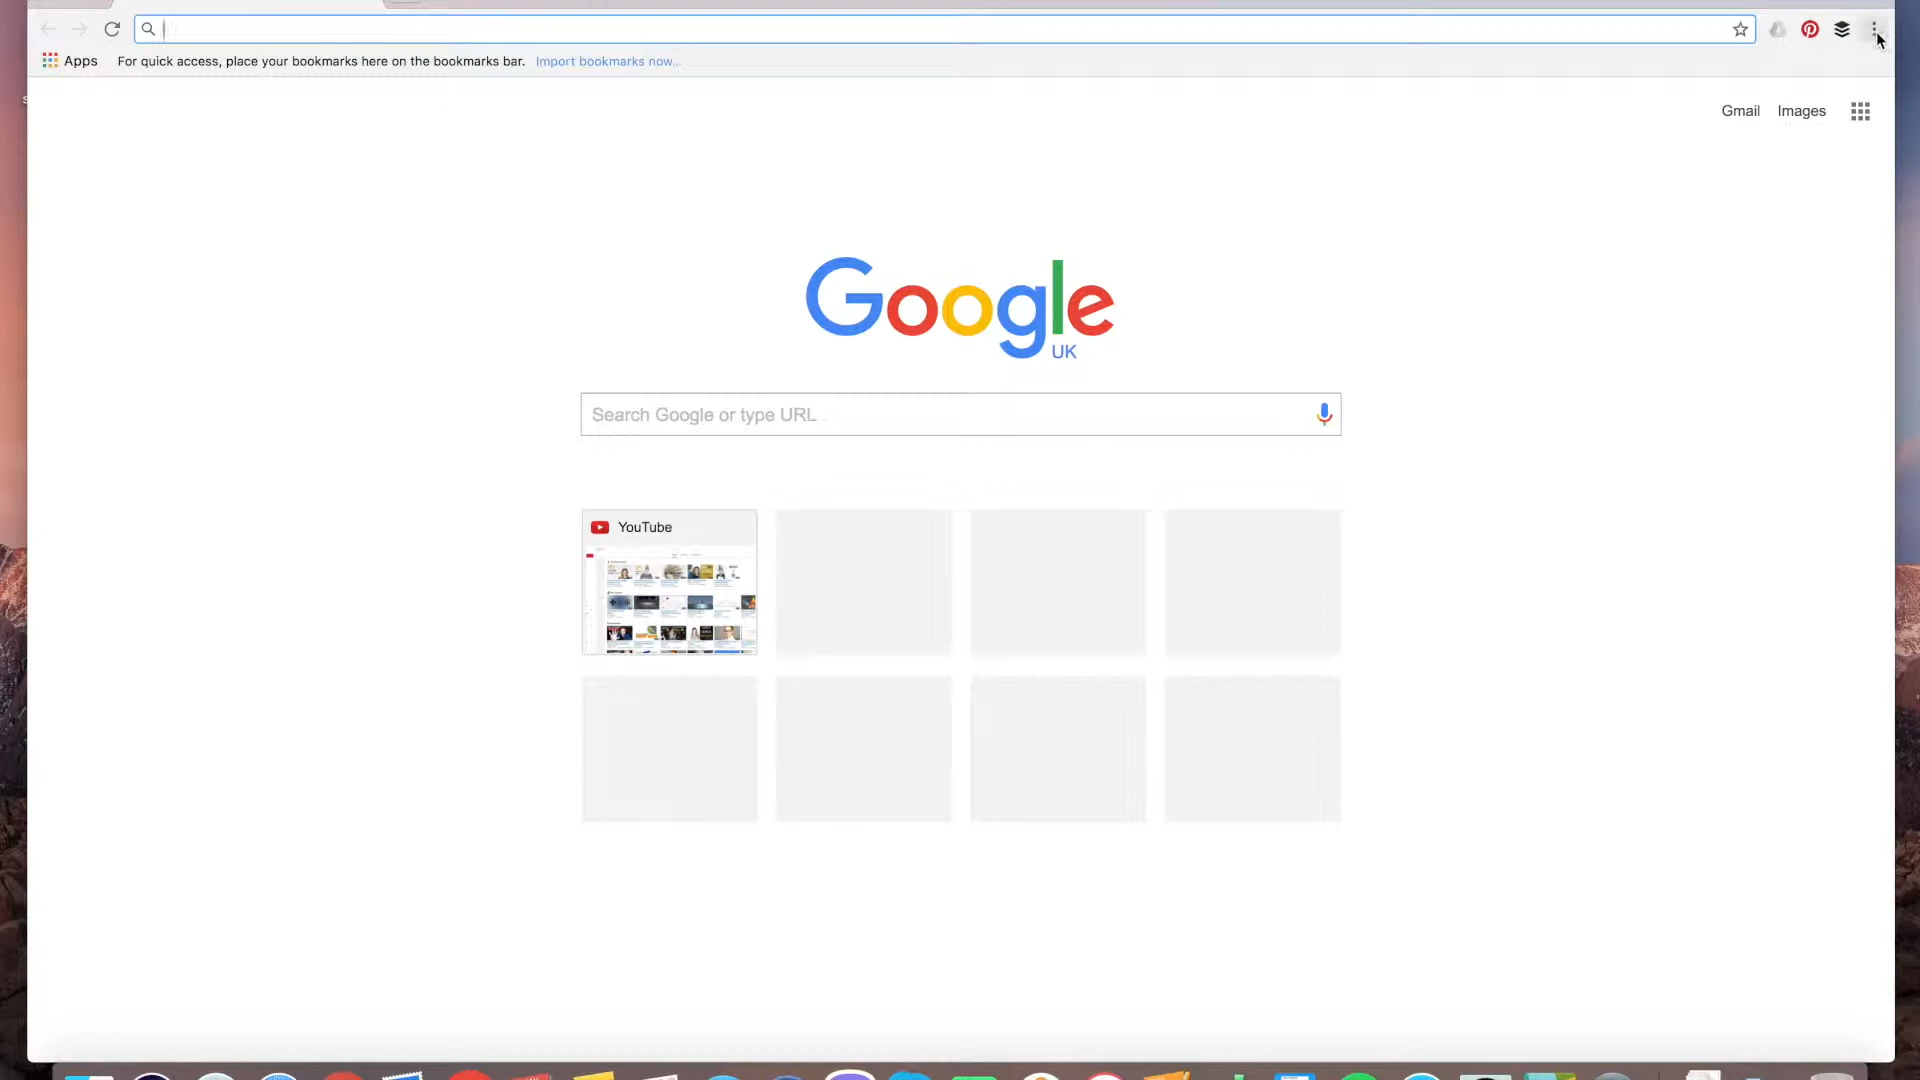 Apps For quick access, place your bookmarks here on the bookmarks bar. Import bookmarks now...
Gmail Images
Google
UK
Search Google or type URL
YouTube